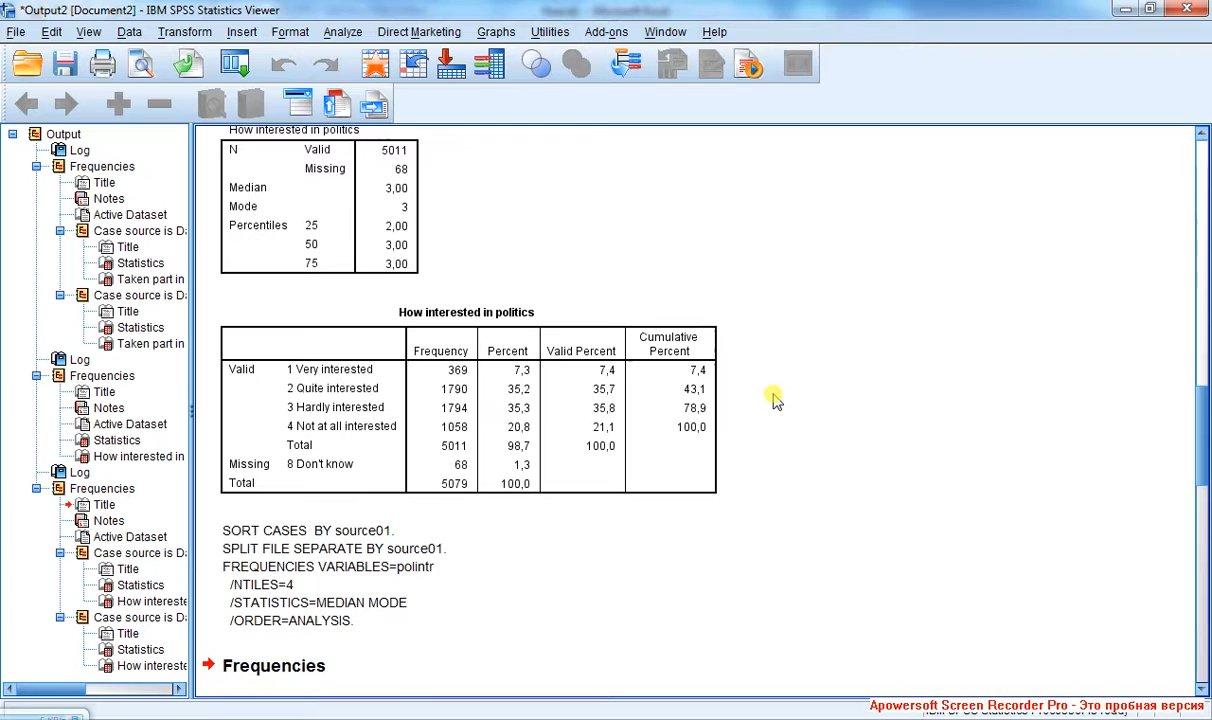 *Output2 [Document2] - IBM SPSS Statistics Viewer
File Edit View Data Transform Insert Format Analyze Direct Marketing Graphs Utilities Add-ons Window Help
Output
Log
Frequencies
Title
Notes
Active Dataset
Case source is Da
Title
Statistics
Taken part in
Case source is Da
Title
Statistics
Taken part in
Log
Frequencies
Title
Notes
Active Dataset
Statistics
How interested in
Log
Frequencies
Title
Notes
Active Dataset
Case source is Da
Title
Statistics
How intereste
Case source is Da
Title
Statistics
How intereste
How interested in politics
N Valid 5011
Missing 68
Median 3,00
Mode 3
Percentiles 25 2,00
50 3,00
75 3,00
How interested in politics
Frequency Percent Valid Percent Cumulative Percent
Valid 1 Very interested 369 7,3 7,4 7,4
2 Quite interested 1790 35,2 35,7 43,1
3 Hardly interested 1794 35,3 35,8 78,9
4 Not at all interested 1058 20,8 21,1 100,0
Total 5011 98,7 100,0
Missing 8 Don't know 68 1,3
Total 5079 100,0
SORT CASES BY source01.
SPLIT FILE SEPARATE BY source01.
FREQUENCIES VARIABLES=polintr
/NTILES=4
/STATISTICS=MEDIAN MODE
/ORDER=ANALYSIS.
Frequencies
Apowersoft Screen Recorder Pro - Это пробная версия